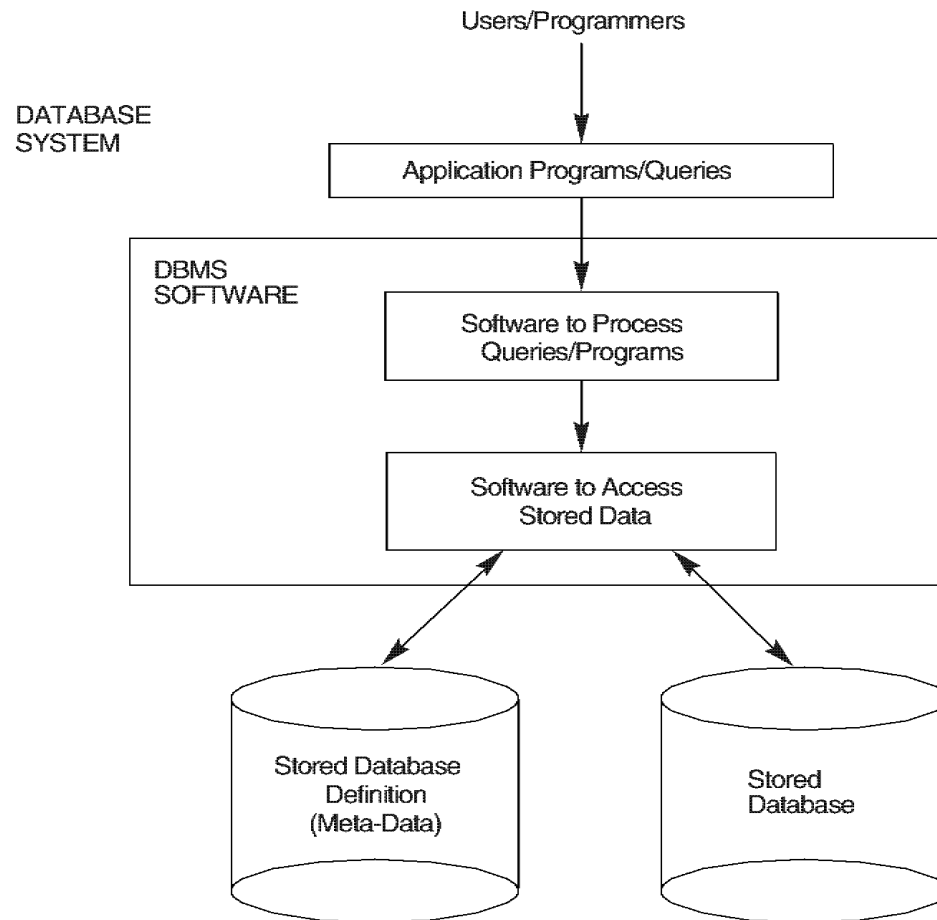 Users/Programmers
DATABASE
SYSTEM
Application Programs/Queries
DBMS
SOFTWARE
Software to Process
Queries/Programs
Software to Access
Stored Data
Stored Database
Definition
(Meta-Data)
Stored
Database